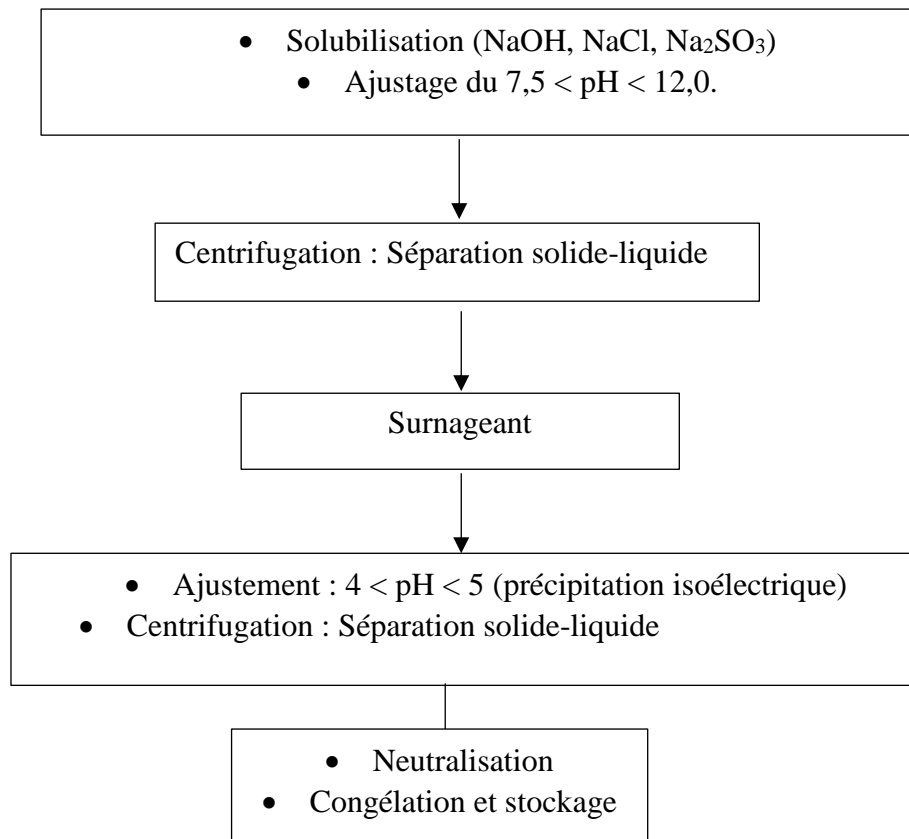 • Solubilisation (NaOH, NaCl, Na₂SO₃)
• Ajustage du 7,5 < pH < 12,0.
Centrifugation : Séparation solide-liquide
Surnageant
• Ajustement : 4 < pH < 5 (précipitation isoélectrique)
• Centrifugation : Séparation solide-liquide
• Neutralisation
• Congélation et stockage